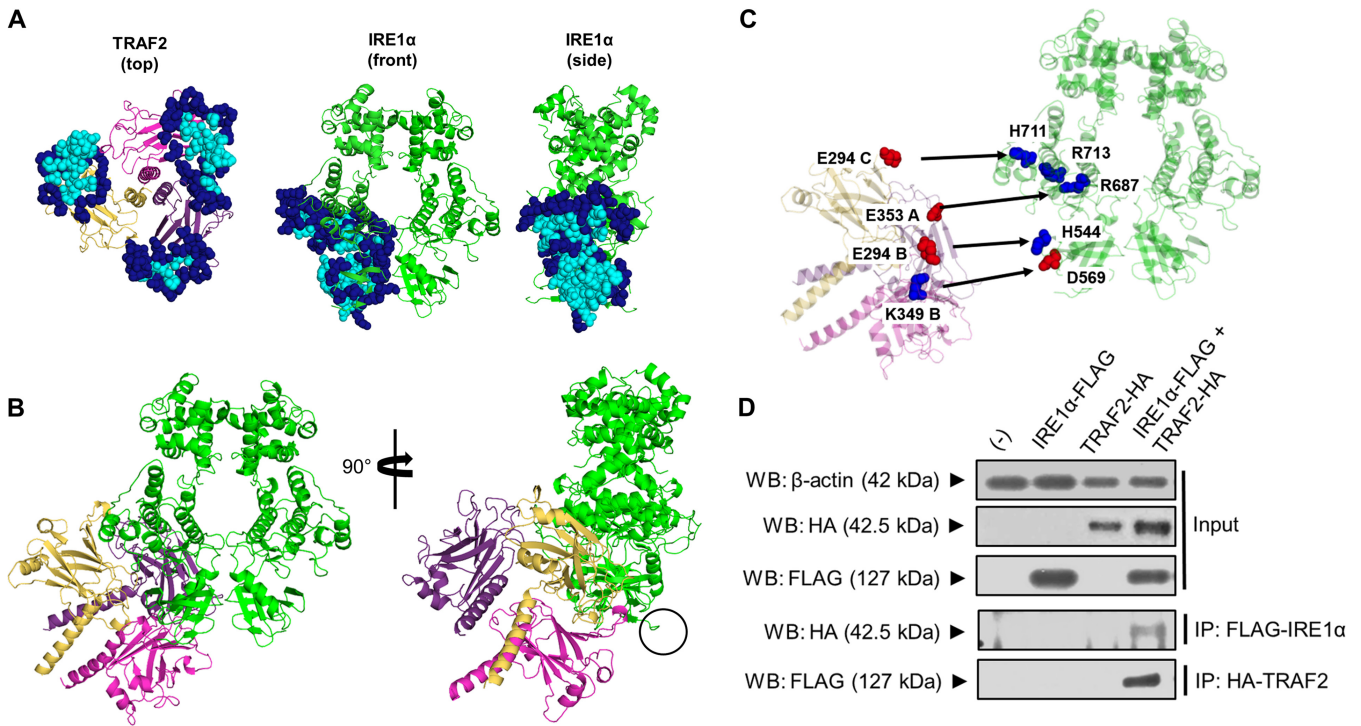 A
TRAF2
(top)
IRE1α
(front)
IRE1α
(side)
B
90°
C
E294 C
H711
R713
R687
E353 A
H544
E294 B
D569
K349 B
D
(-)
IRE1α-FLAG
TRAF2-HA
IRE1α-FLAG +
TRAF2-HA
WB: β-actin (42 kDa)
WB: HA (42.5 kDa)
Input
WB: FLAG (127 kDa)
WB: HA (42.5 kDa)
IP: FLAG-IRE1α
WB: FLAG (127 kDa)
IP: HA-TRAF2